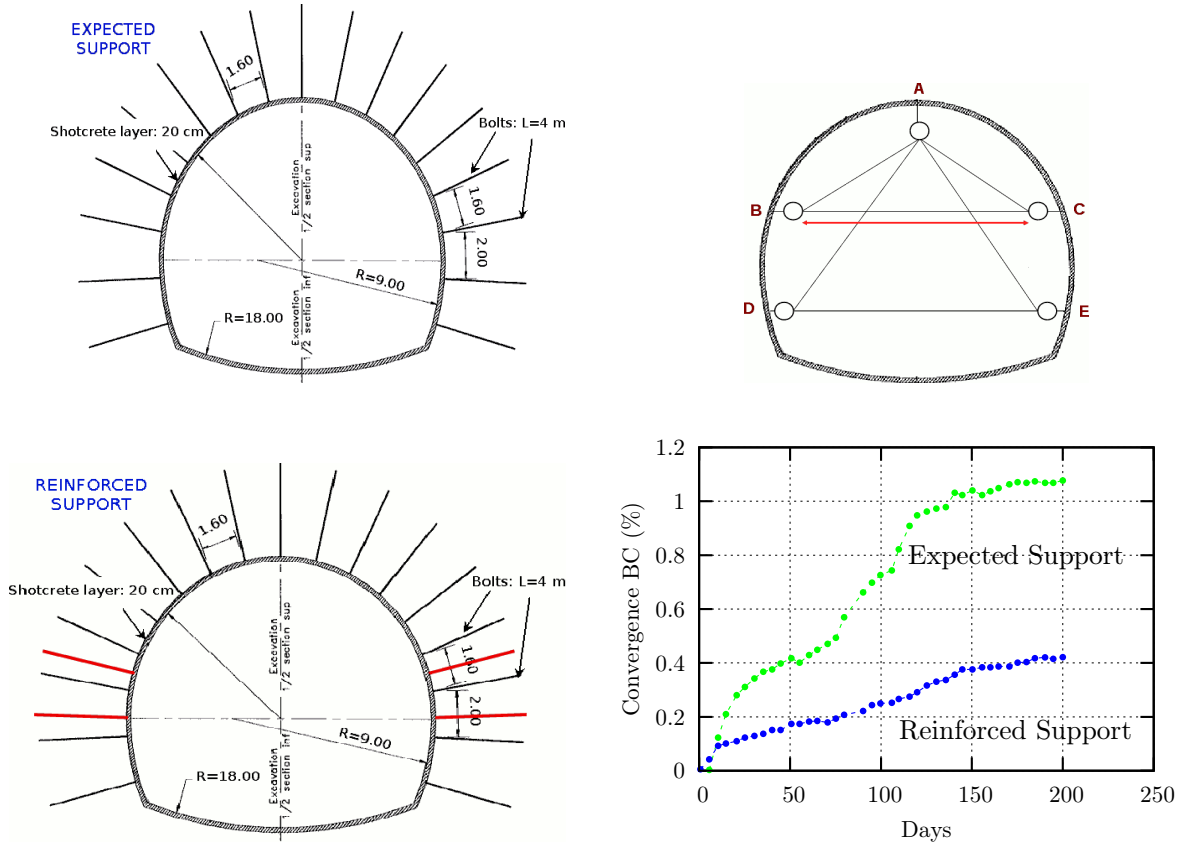 EXPECTED
SUPPORT
1.60
Shotcrete layer: 20 cm
Bolts: L=4 m
Excavation
1/2 section sup
1.60
2.00
R=9.00
R=18.00
Excavation
1/2 section inf
A
B
C
D
E
REINFORCED
SUPPORT
1.60
Shotcrete layer: 20 cm
Bolts: L=4 m
Excavation
1/2 section sup
1.60
2.00
R=9.00
R=18.00
Excavation
1/2 section inf
Convergence BC (%)
1.2
1
0.8
0.6
0.4
0.2
0
Expected Support
Reinforced Support
0 50 100 150 200 250
Days